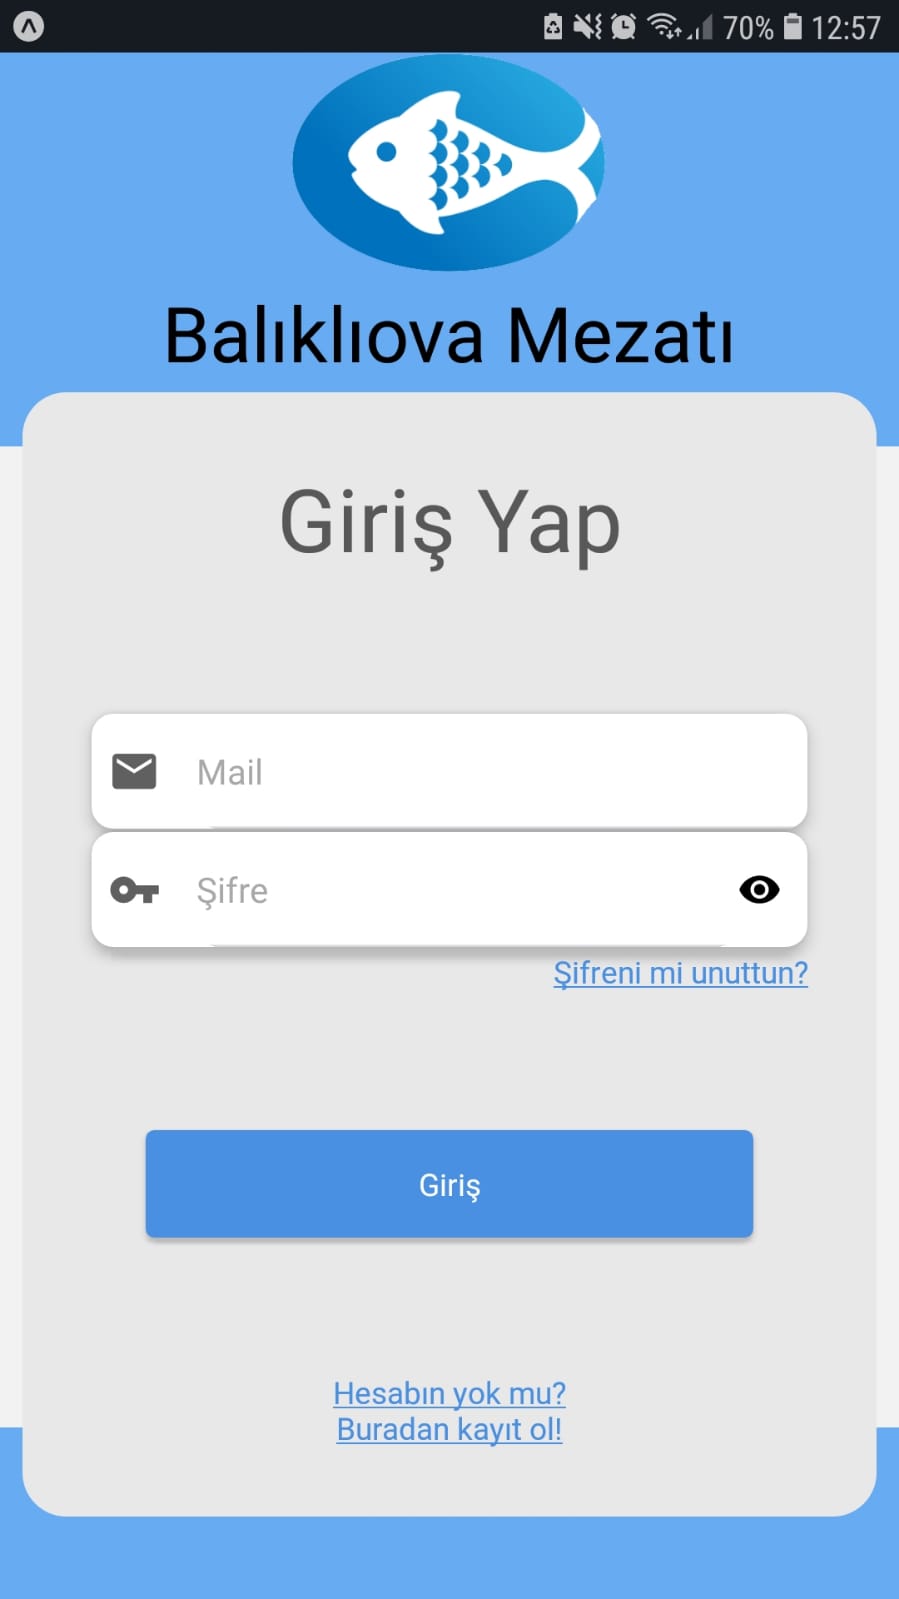 70% 12:57
Balıklıova Mezatı
Giriş Yap
Mail
Şifre
Şifreni mi unuttun?
Giriş
Hesabın yok mu?
Buradan kayıt ol!